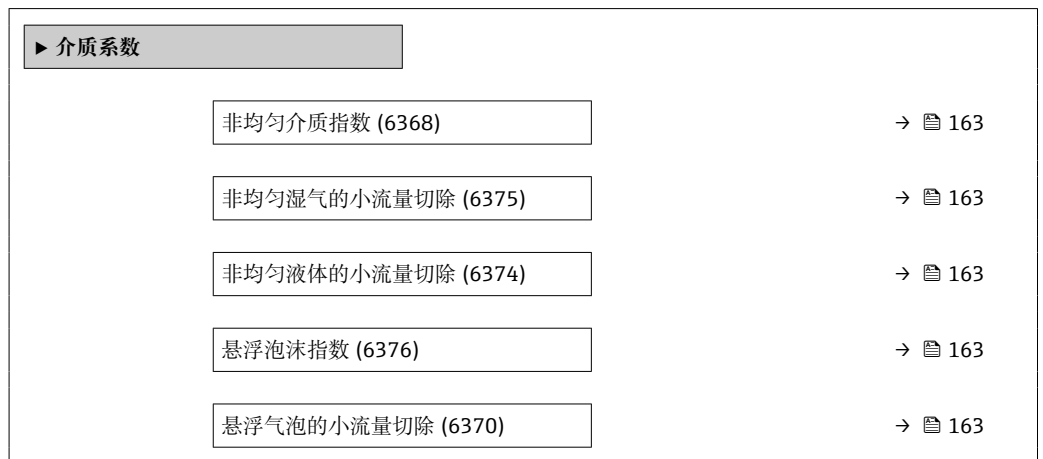 ▶ 介质系数
非均匀介质指数 (6368) → 163
非均匀湿气的小流量切除 (6375) → 163
非均匀液体的小流量切除 (6374) → 163
悬浮泡沫指数 (6376) → 163
悬浮气泡的小流量切除 (6370) → 163